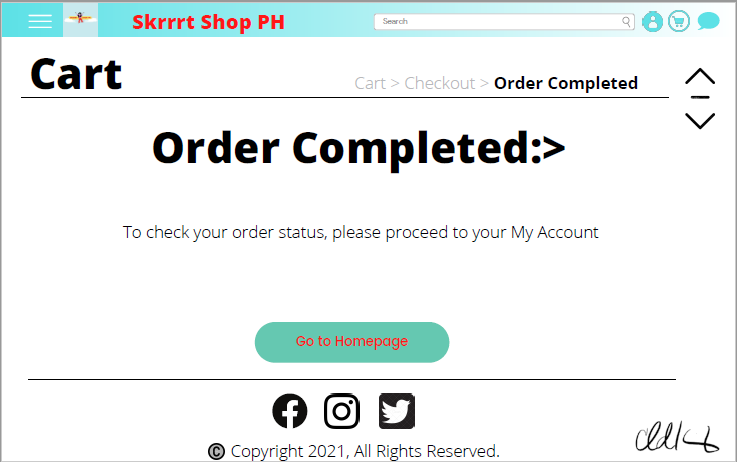 Skrrrt Shop PH
Search
Cart
Cart > Checkout > Order Completed
Order Completed:>
To check your order status, please proceed to your My Account
Go to Homepage
© Copyright 2021, All Rights Reserved.